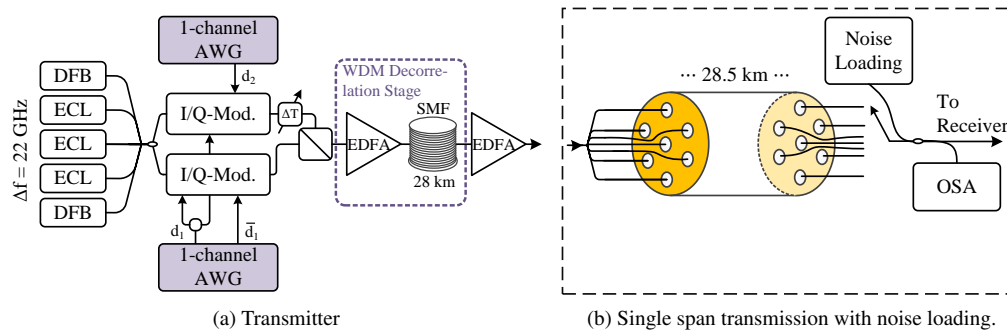 1-channel
AWG
d2
DFB
ECL
ECL
ECL
DFB
Δf = 22 GHz
I/Q-Mod.
I/Q-Mod.
ΔT
d1
d̅1
1-channel
AWG
WDM Decorre-
lation Stage
SMF
EDFA
28 km
EDFA
(a) Transmitter
··· 28.5 km ···
Noise
Loading
To
Receiver
OSA
(b) Single span transmission with noise loading.